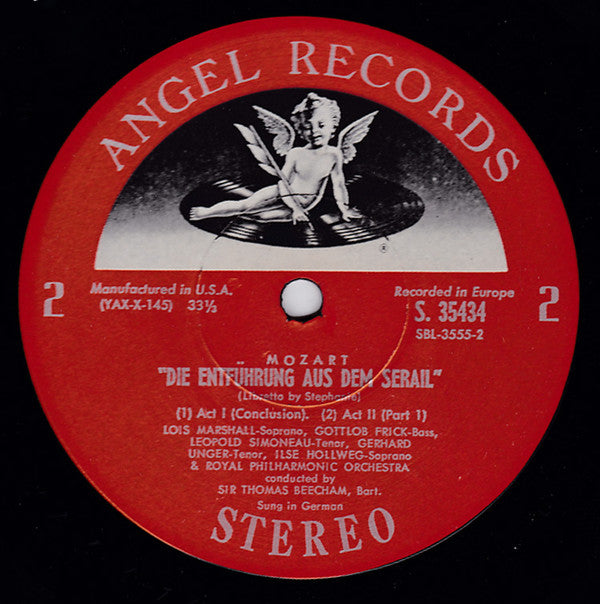 ANGEL RECORDS
®
2
Manufactured in U.S.A.
(YAX-X-145) 33⅓
Recorded in Europe
S. 35434
SBL-3555-2
2
MOZART
"DIE ENTFÜHRUNG AUS DEM SERAIL"
(Libretto by Stephanie)
(1) Act I (Conclusion). (2) Act II (Part 1)
LOIS MARSHALL-Soprano, GOTTLOB FRICK-Bass,
LEOPOLD SIMONEAU-Tenor, GERHARD
UNGER-Tenor, ILSE HOLLWEG-Soprano
& ROYAL PHILHARMONIC ORCHESTRA
conducted by
SIR THOMAS BEECHAM, Bart.
Sung in German
STEREO